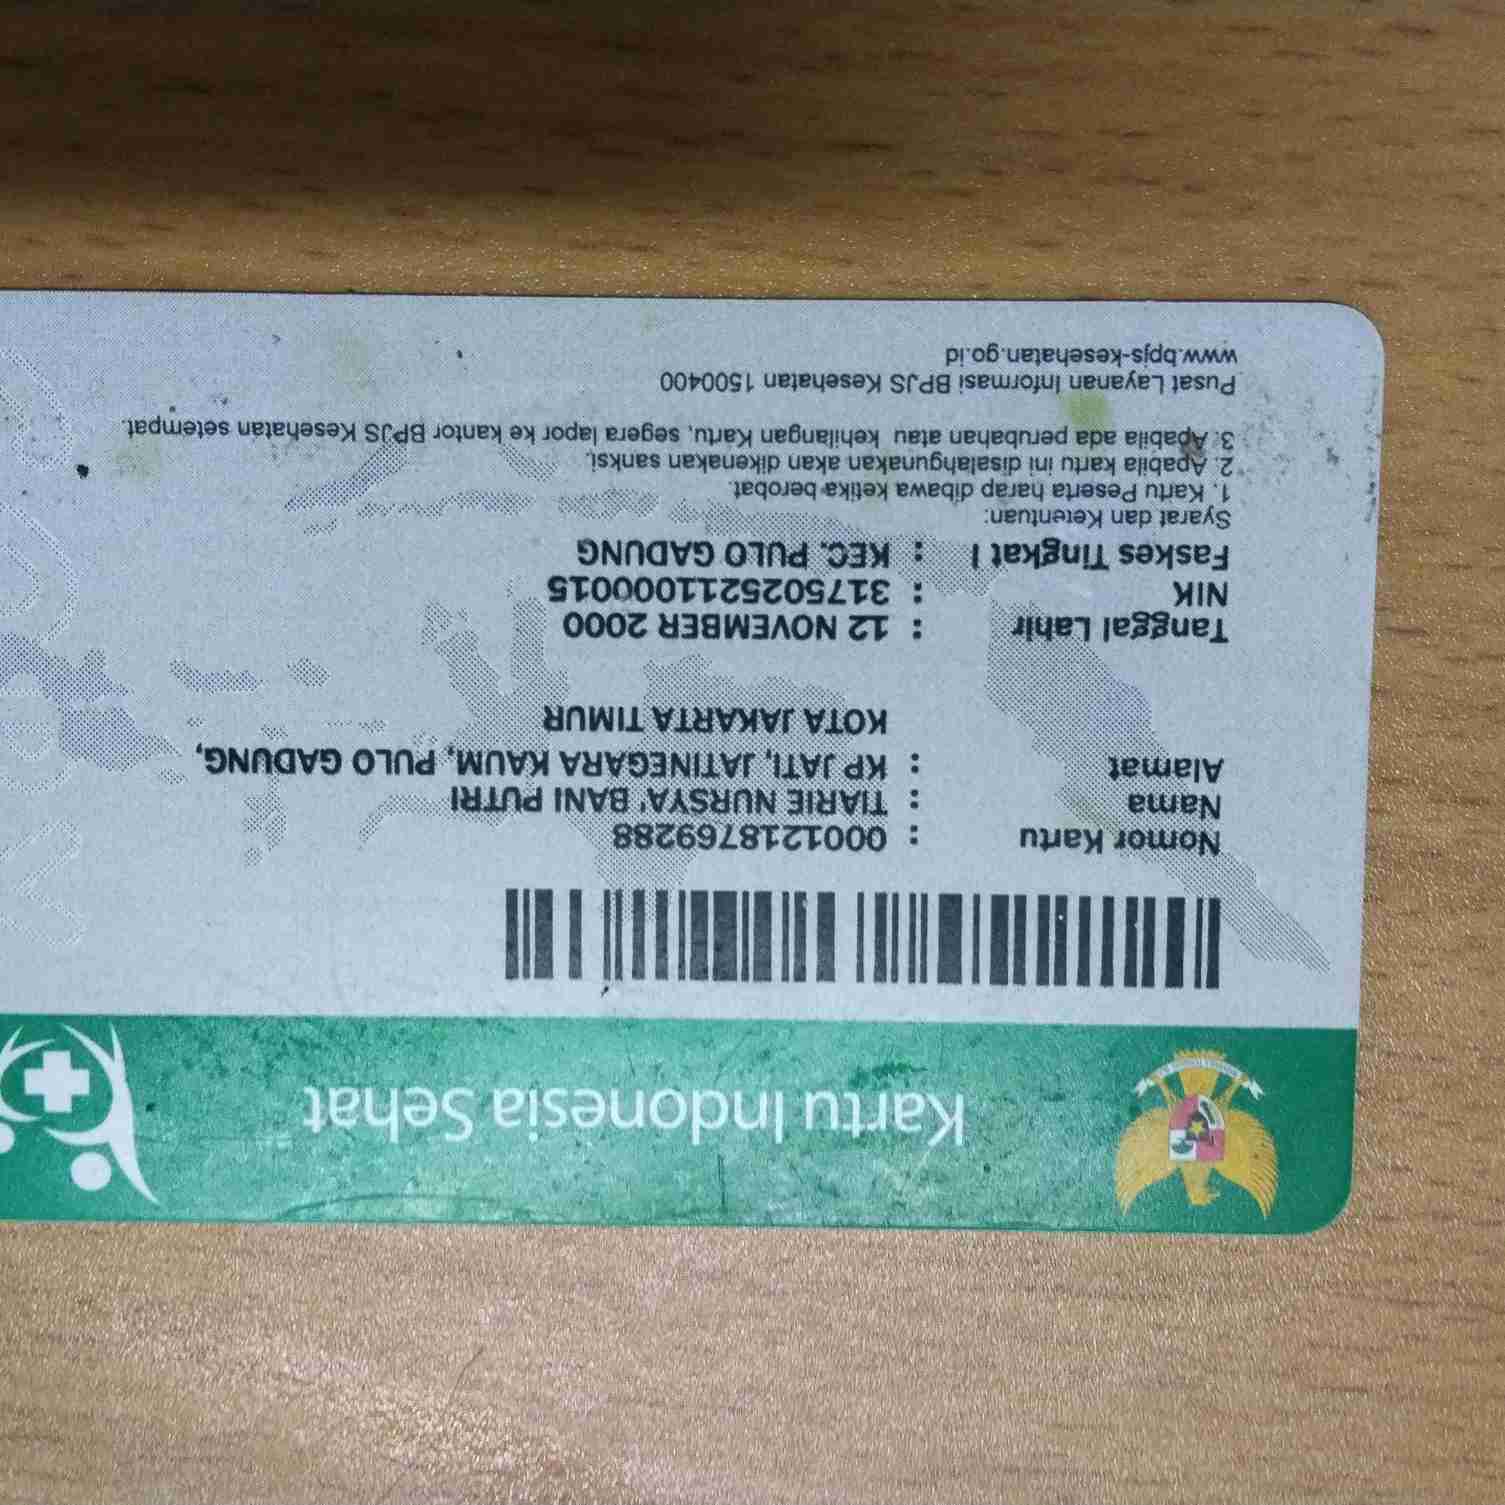 Kartu Indonesia Sehat
Nomor Kartu : 0001218769288
Nama : TIARIE NURSYA' BANI PUTRI
Alamat : KP JATI, JATINEGARA KAUM, PULO GADUNG,
KOTA JAKARTA TIMUR
Tanggal Lahir : 12 NOVEMBER 2000
NIK : 3175025211000015
Faskes Tingkat I : KEC. PULO GADUNG
Syarat dan Ketentuan:
1. Kartu Peserta harap dibawa ketika berobat.
2. Apabila kartu ini disalahgunakan akan dikenakan sanksi.
3. Apabila ada perubahan atau kehilangan Kartu, segera lapor ke kantor BPJS Kesehatan setempat.
Pusat Layanan Informasi BPJS Kesehatan 1500400
www.bpjs-kesehatan.go.id